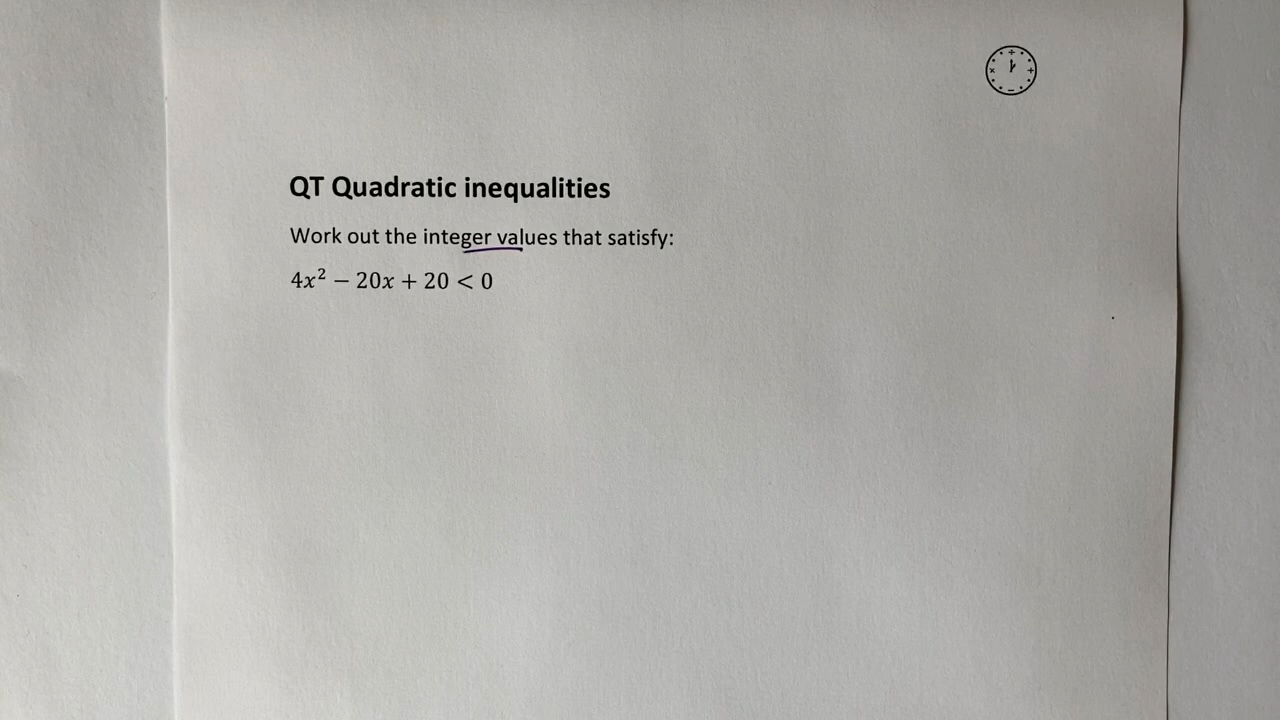 QT Quadratic inequalities
Work out the integer values that satisfy:
4x² − 20x + 20 < 0